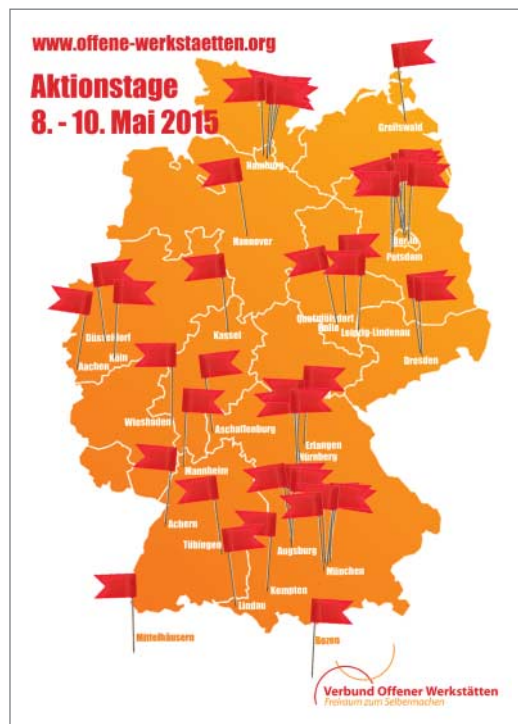 www.offene-werkstaetten.org
Aktionstage
8. - 10. Mai 2015
Greifswald
Hamburg
Hannover
Berlin
Potsdam
Düsseldorf
Köln
Aachen
Kassel
Halle
Leipzig-Lindenau
Dresden
Wiesbaden
Aschaffenburg
Mannheim
Erlangen
Nürnberg
Achern
Tübingen
Augsburg
München
Kempten
Lindau
Mittelhäusern
Bozen
Verbund Offener Werkstätten
Freiraum zum Selbermachen